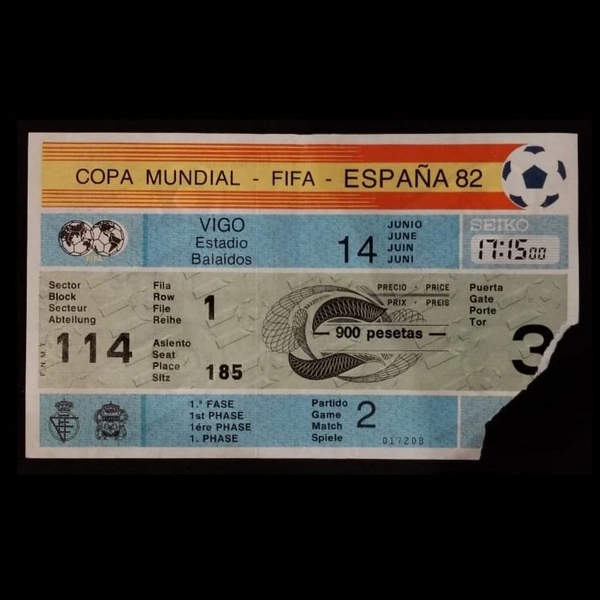 COPA MUNDIAL - FIFA - ESPAÑA 82
VIGO
Estadio
Balaídos
14
JUNIO
JUNE
JUIN
JUNI
SEIKO
17:15 00
Sector
Block
Secteur
Abteilung
114
Fila
Row
File
Reihe
1
Asiento
Seat
Place
Sitz
185
PRECIO - PRICE
PRIX - PREIS
— 900 pesetas —
Puerta
Gate
Porte
Tor
3
F.N.M.T.
1.ª FASE
1st PHASE
1ére PHASE
1. PHASE
Partido
Game
Match
Spiele
2
017208